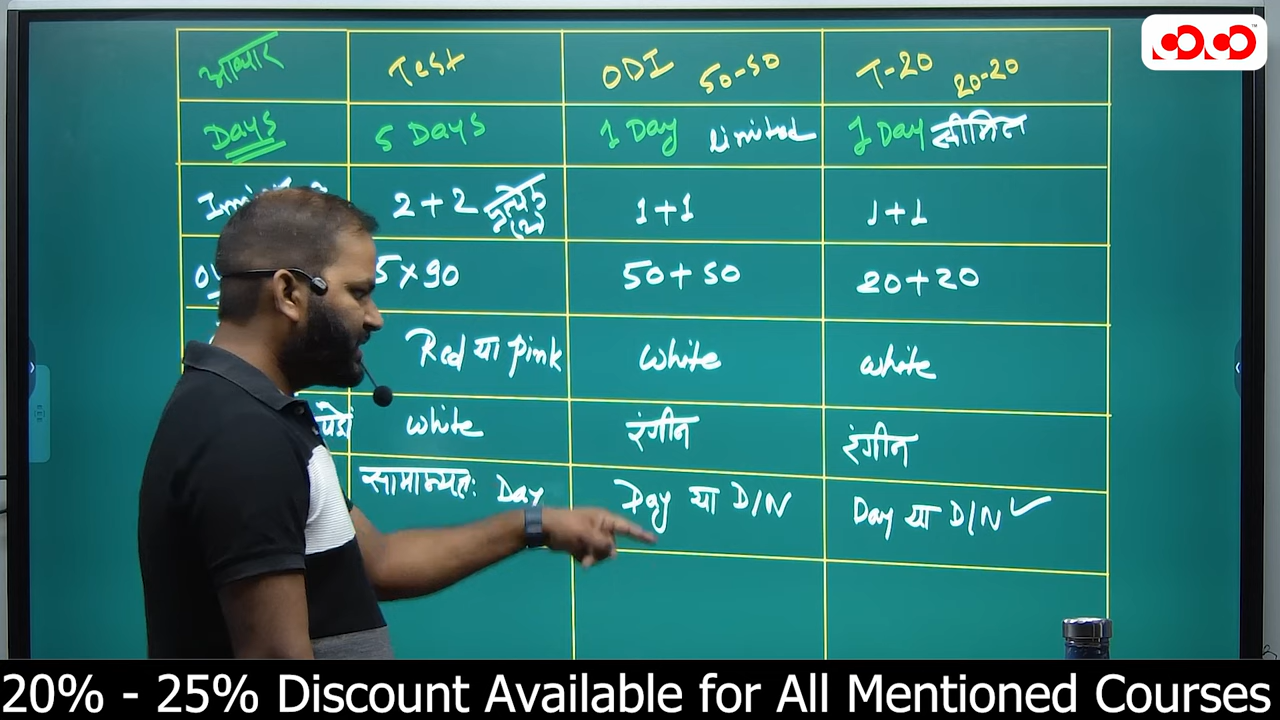 आधार Test ODI 50-50 T-20 20-20
Days 5 Days 1 Day limited 1 Day सीमित
2+2 प्रत्येक 1+1 1+1
5×90 50+50 20+20
Red या pink white white
white रंगीन रंगीन
सामान्यतः Day Day या D/N Day या D/N ✓
20% - 25% Discount Available for All Mentioned Courses